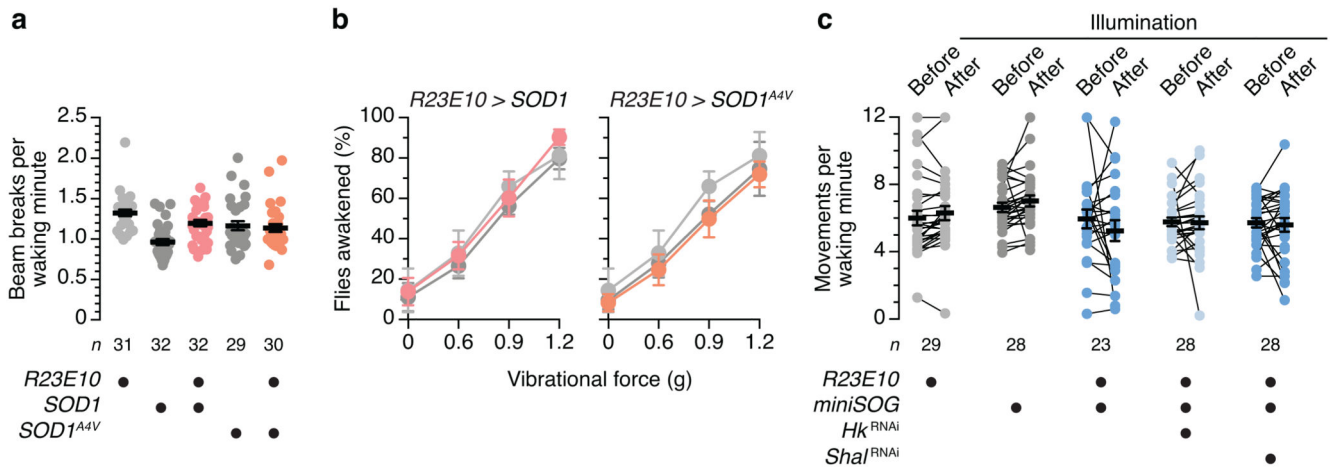 a
Beam breaks per
waking minute
2.5
2.0
1.5
1.0
0.5
0
n 31 32 32 29 30
R23E10
SOD1
SOD1A4V
b
R23E10 > SOD1
R23E10 > SOD1A4V
Flies awakened (%)
100
80
60
40
20
0
0 0.6 0.9 1.2
0 0.6 0.9 1.2
Vibrational force (g)
c
Illumination
Before After Before After Before After Before After Before After
Movements per
waking minute
12
8
4
0
n 29 28 23 28 28
R23E10
miniSOG
HkRNAi
ShalRNAi